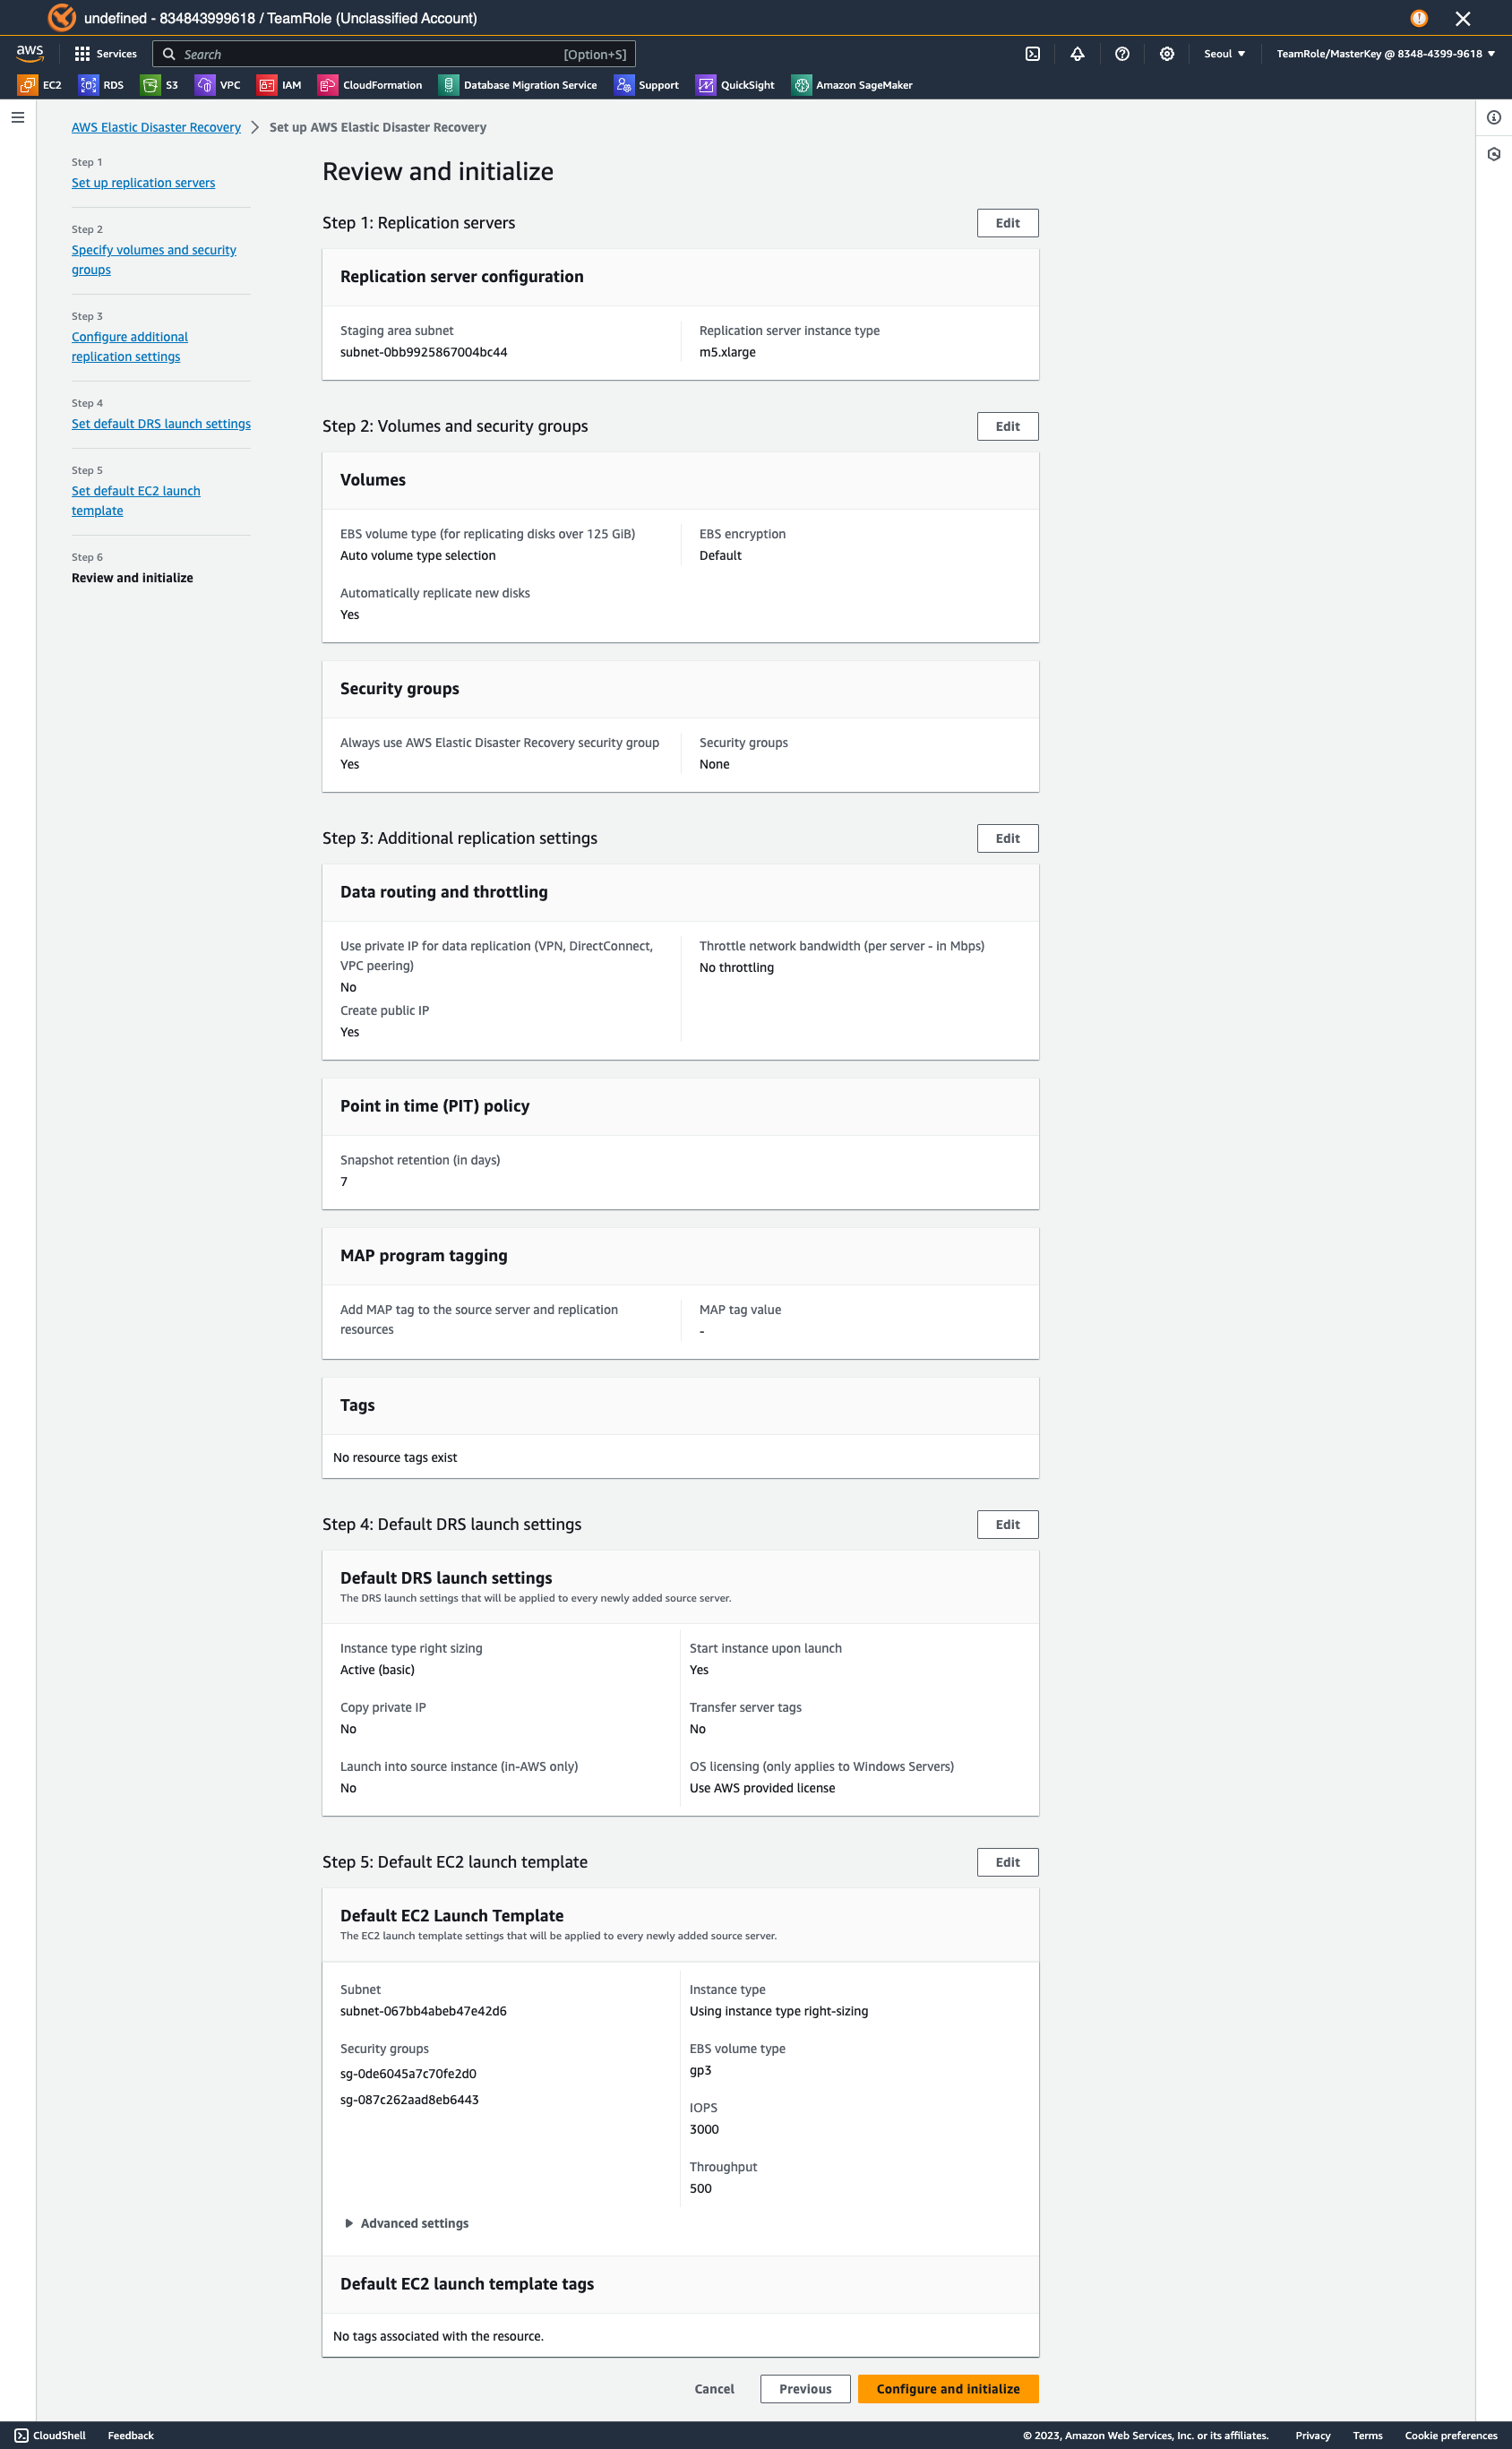 undefined - 834843999618 / TeamRole (Unclassified Account)
aws
Services
Search
[Option+S]
Seoul
TeamRole/MasterKey @ 8348-4399-9618
EC2
RDS
S3
VPC
IAM
CloudFormation
Database Migration Service
Support
QuickSight
Amazon SageMaker
AWS Elastic Disaster Recovery
Set up AWS Elastic Disaster Recovery
Step 1
Set up replication servers
Step 2
Specify volumes and security
groups
Step 3
Configure additional
replication settings
Step 4
Set default DRS launch settings
Step 5
Set default EC2 launch
template
Step 6
Review and initialize
Review and initialize
Step 1: Replication servers
Edit
Replication server configuration
Staging area subnet
subnet-0bb9925867004bc44
Replication server instance type
m5.xlarge
Step 2: Volumes and security groups
Edit
Volumes
EBS volume type (for replicating disks over 125 GiB)
Auto volume type selection
EBS encryption
Default
Automatically replicate new disks
Yes
Security groups
Always use AWS Elastic Disaster Recovery security group
Yes
Security groups
None
Step 3: Additional replication settings
Edit
Data routing and throttling
Use private IP for data replication (VPN, DirectConnect,
VPC peering)
No
Create public IP
Yes
Throttle network bandwidth (per server - in Mbps)
No throttling
Point in time (PIT) policy
Snapshot retention (in days)
7
MAP program tagging
Add MAP tag to the source server and replication
resources
MAP tag value
-
Tags
No resource tags exist
Step 4: Default DRS launch settings
Edit
Default DRS launch settings
The DRS launch settings that will be applied to every newly added source server.
Instance type right sizing
Active (basic)
Start instance upon launch
Yes
Copy private IP
No
Transfer server tags
No
Launch into source instance (in-AWS only)
No
OS licensing (only applies to Windows Servers)
Use AWS provided license
Step 5: Default EC2 launch template
Edit
Default EC2 Launch Template
The EC2 launch template settings that will be applied to every newly added source server.
Subnet
subnet-067bb4abeb47e42d6
Security groups
sg-0de6045a7c70fe2d0
sg-087c262aad8eb6443
Instance type
Using instance type right-sizing
EBS volume type
gp3
IOPS
3000
Throughput
500
Advanced settings
Default EC2 launch template tags
No tags associated with the resource.
Cancel
Previous
Configure and initialize
CloudShell
Feedback
© 2023, Amazon Web Services, Inc. or its affiliates.
Privacy
Terms
Cookie preferences